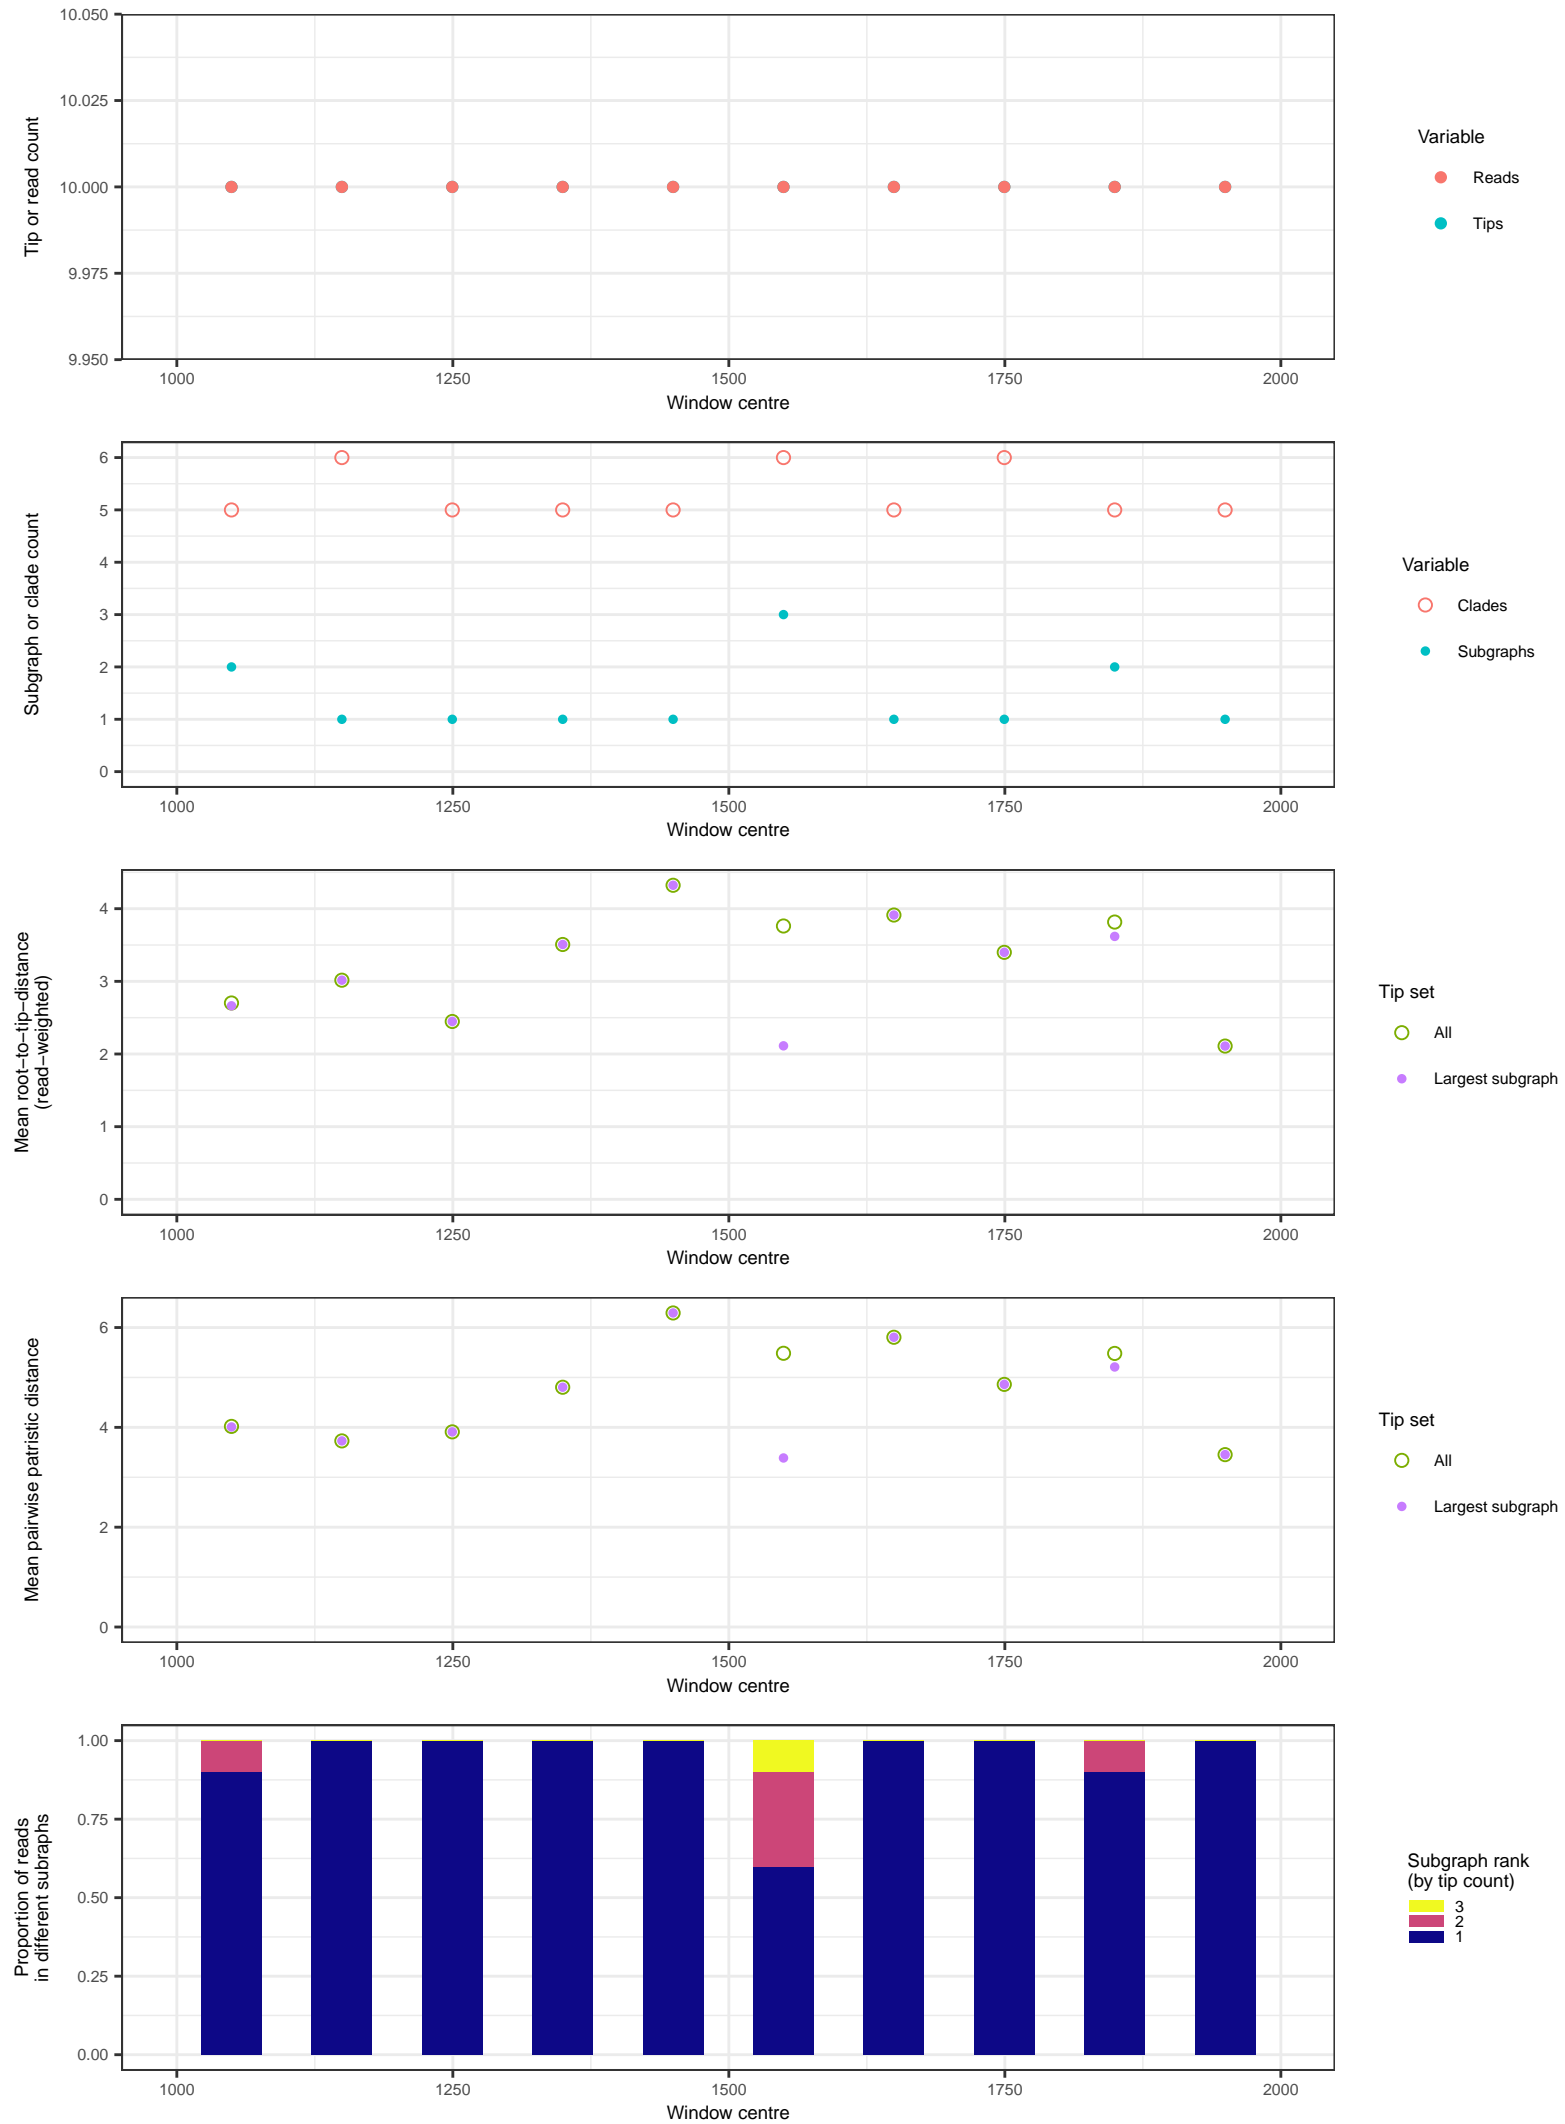 10.050
10.025
10.000
9.975
9.950
Tip or read count
1000 1250 1500 1750 2000
Window centre
Variable
Reads
Tips
6
5
4
3
2
1
0
Subgraph or clade count
1000 1250 1500 1750 2000
Window centre
Variable
Clades
Subgraphs
4
3
2
1
0
Mean root−to−tip−distance
(read−weighted)
1000 1250 1500 1750 2000
Window centre
Tip set
All
Largest subgraph
6
4
2
0
Mean pairwise patristic distance
1000 1250 1500 1750 2000
Window centre
Tip set
All
Largest subgraph
1.00
0.75
0.50
0.25
0.00
Proportion of reads
in different subraphs
1000 1250 1500 1750 2000
Window centre
Subgraph rank
(by tip count)
3
2
1